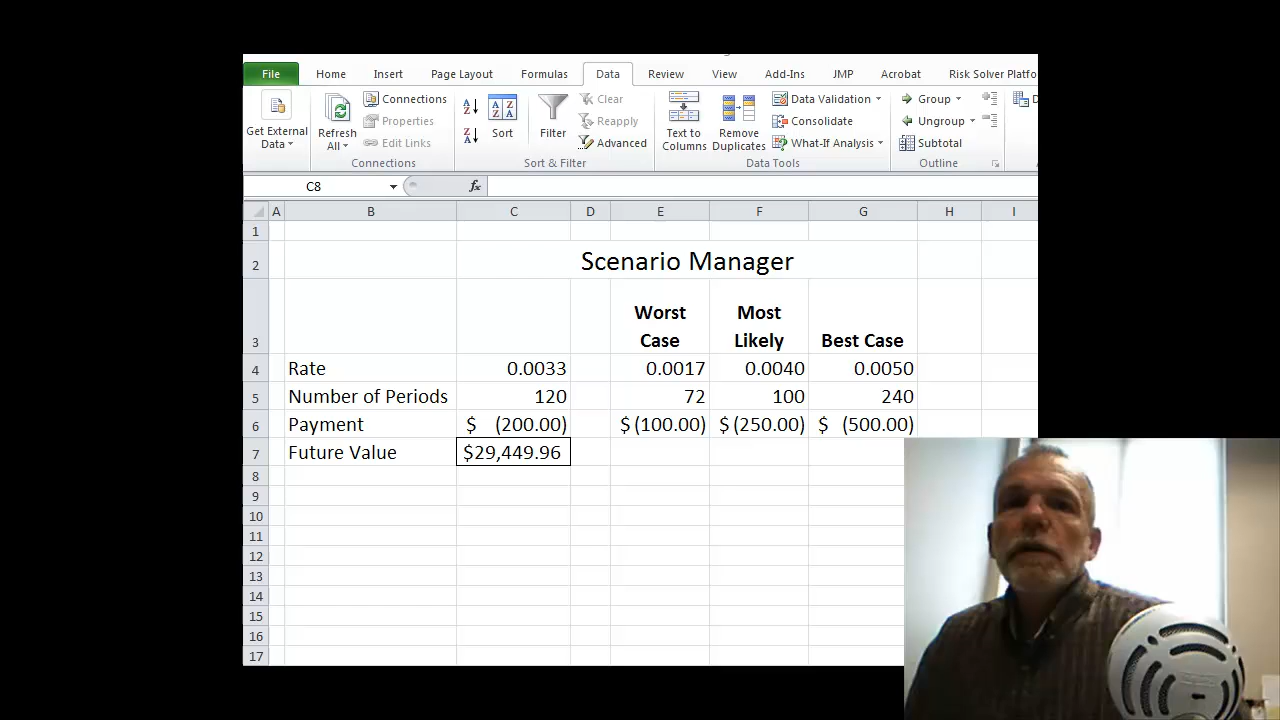 File Home Insert Page Layout Formulas Data Review View Add-Ins JMP Acrobat Risk Solver Platfo
Get External Data
Refresh All
Connections
Properties
Edit Links
Connections
Sort
Filter
Clear
Reapply
Advanced
Sort & Filter
Text to Columns
Remove Duplicates
Data Validation
Consolidate
What-If Analysis
Data Tools
Group
Ungroup
Subtotal
Outline
C8 fx
A B C D E F G H I
1
2 Scenario Manager
Worst Most
3 Case Likely Best Case
4 Rate 0.0033 0.0017 0.0040 0.0050
5 Number of Periods 120 72 100 240
6 Payment $ (200.00) $ (100.00) $ (250.00) $ (500.00)
7 Future Value $29,449.96
8
9
10
11
12
13
14
15
16
17